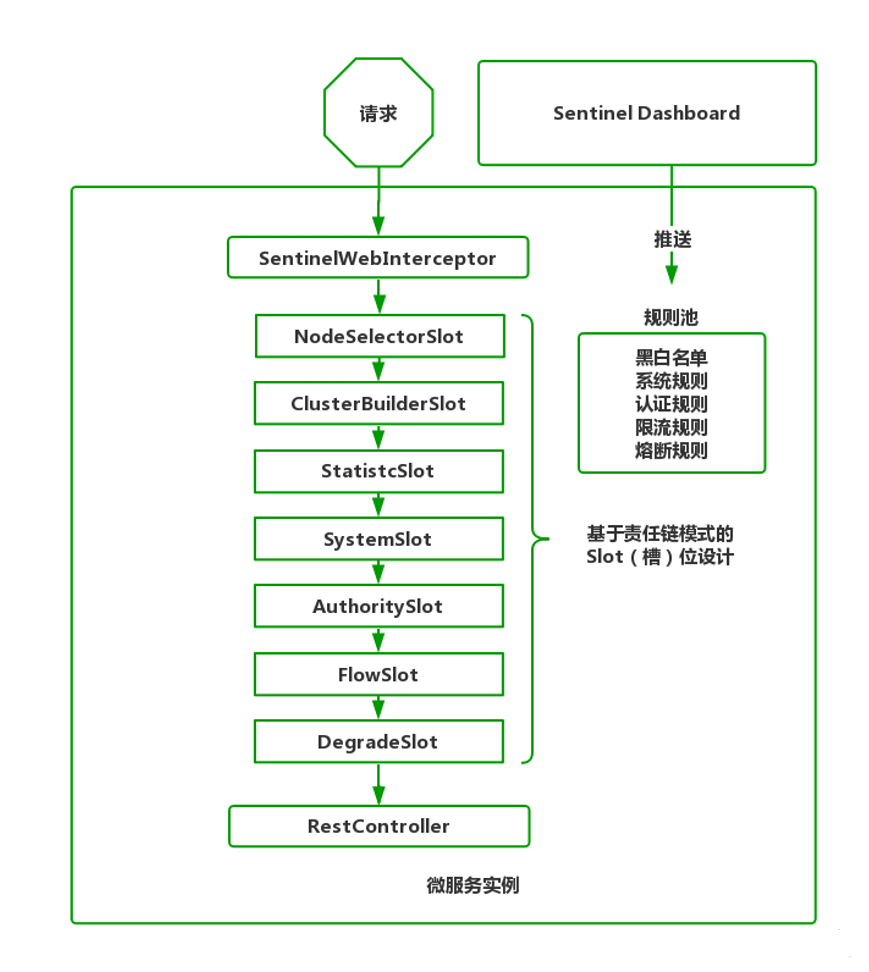 请求
Sentinel Dashboard
推送
SentinelWebInterceptor
规则池
NodeSelectorSlot
黑白名单
系统规则
认证规则
限流规则
熔断规则
ClusterBuilderSlot
StatistcSlot
SystemSlot
基于责任链模式的
Slot（槽）位设计
AuthoritySlot
FlowSlot
DegradeSlot
RestController
微服务实例